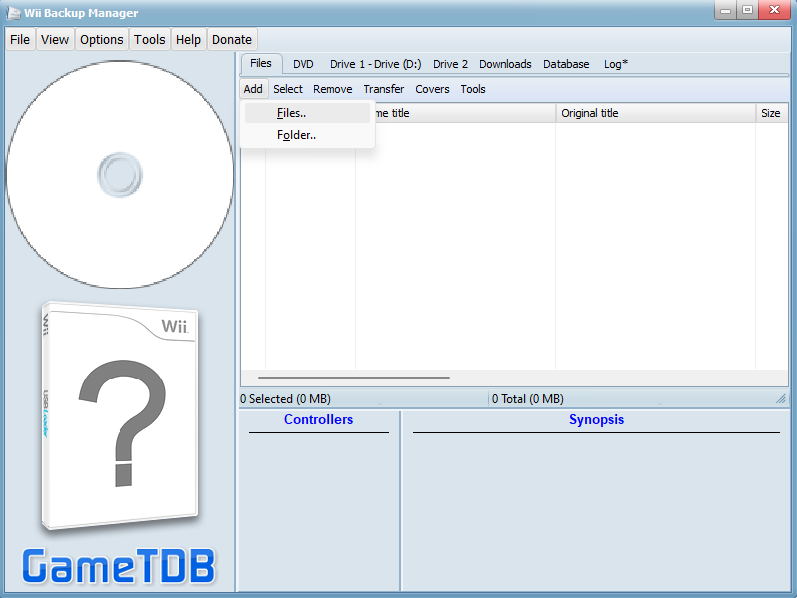 Wii Backup Manager
File View Options Tools Help Donate
Files DVD Drive 1 - Drive (D:) Drive 2 Downloads Database Log*
Add Select Remove Transfer Covers Tools
Files..
Folder..
me title Original title Size
Wii
Wii
0 Selected (0 MB) 0 Total (0 MB)
Controllers Synopsis
GameTDB